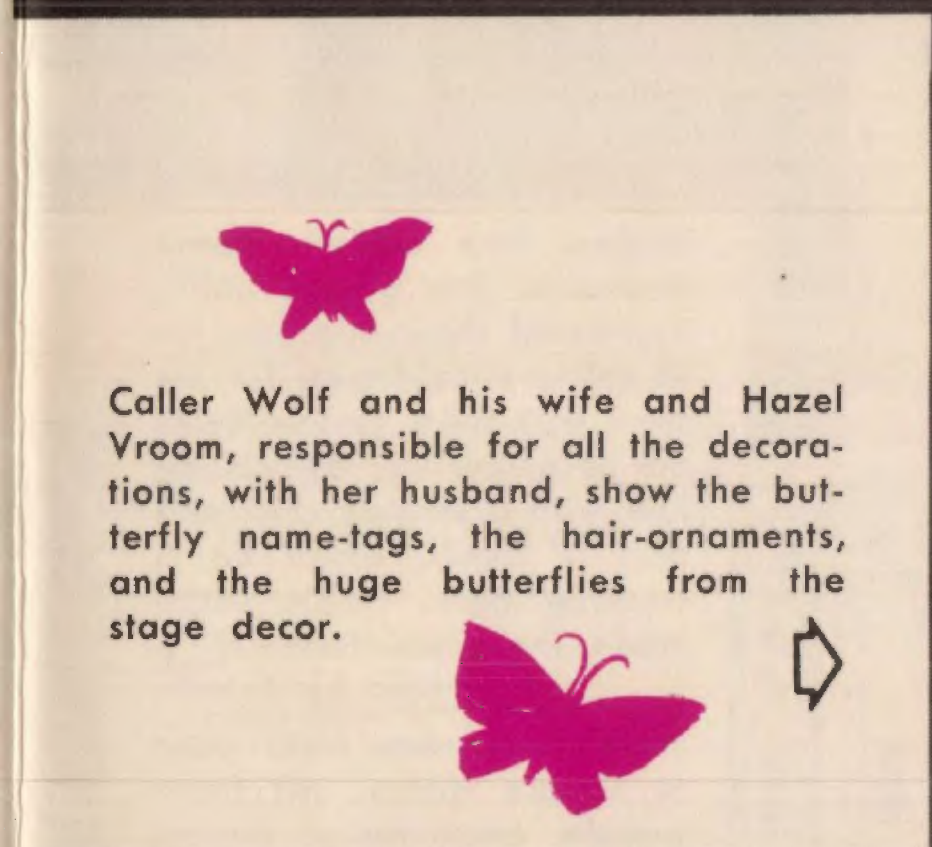 Caller Wolf and his wife and Hazel
Vroom, responsible for all the decora-
tions, with her husband, show the but-
terfly name-tags, the hair-ornaments,
and the huge butterflies from the
stage decor.